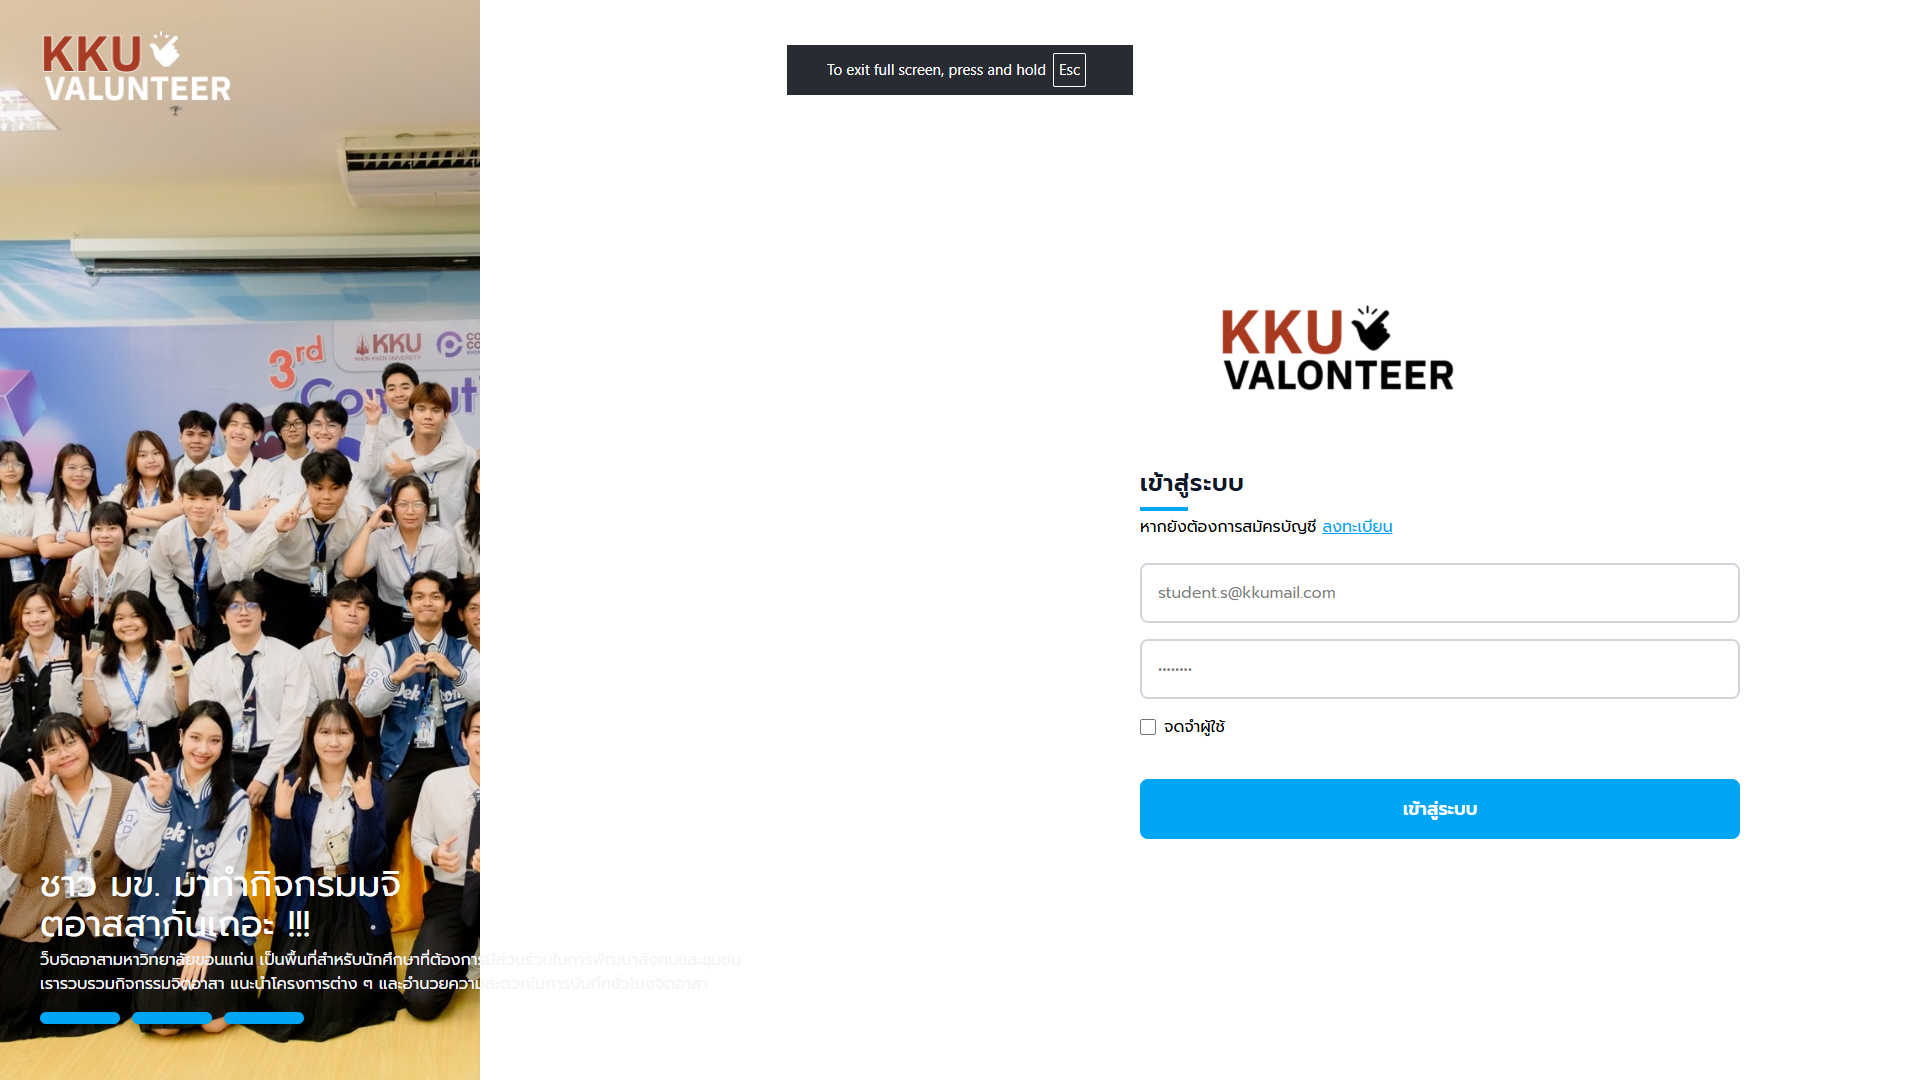 KKU
VALUNTEER
To exit full screen, press and hold Esc
3rd
KKU
KHON KAEN UNIVERSITY
KKU
VALONTEER
เข้าสู่ระบบ
หากยังต้องการสมัครบัญชี ลงทะเบียน
student.s@kkumail.com
••••••••
จดจำผู้ใช้
เข้าสู่ระบบ
ชาว มข. มาทำกิจกรมมจิ
ตอาสสากันเถอะ !!!
ว็บจิตอาสามหาวิทยาลัยขอนแก่น เป็นพื้นที่สำหรับนักศึกษาที่ต้องการมีส่วนร่วมในการพัฒนาสังคมและชุมชน
เรารวบรวมกิจกรรมจิตอาสา แนะนำโครงการต่าง ๆ และอำนวยความสะดวกในการบันทึกชั่วโมงจิตอาสา